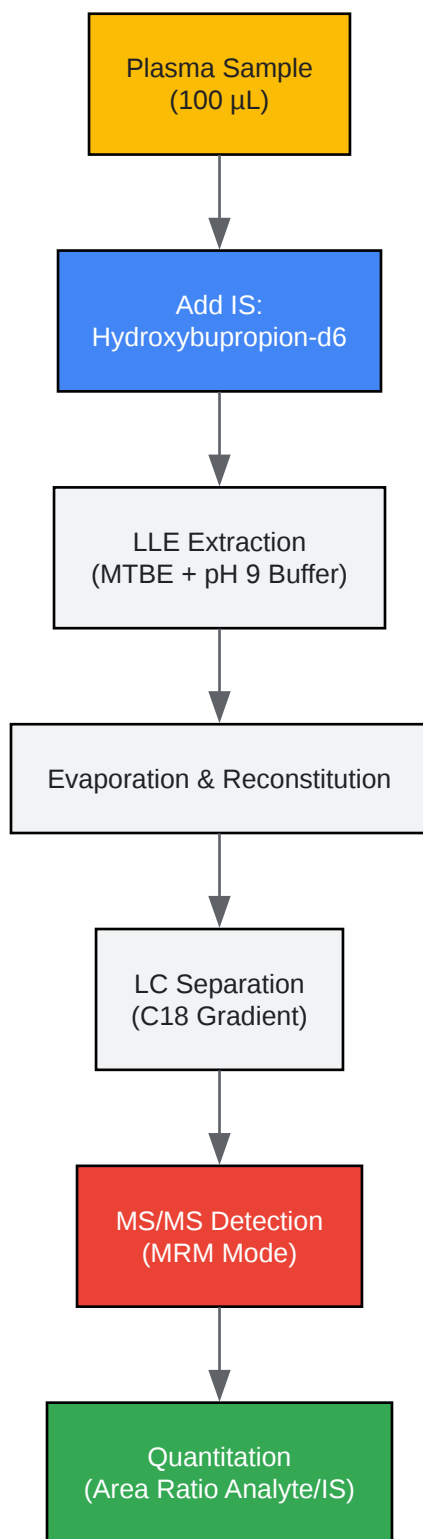 Plasma Sample
(100 µL)
Add IS:
Hydroxybupropion-d6
LLE Extraction
(MTBE + pH 9 Buffer)
Evaporation & Reconstitution
LC Separation
(C18 Gradient)
MS/MS Detection
(MRM Mode)
Quantitation
(Area Ratio Analyte/IS)